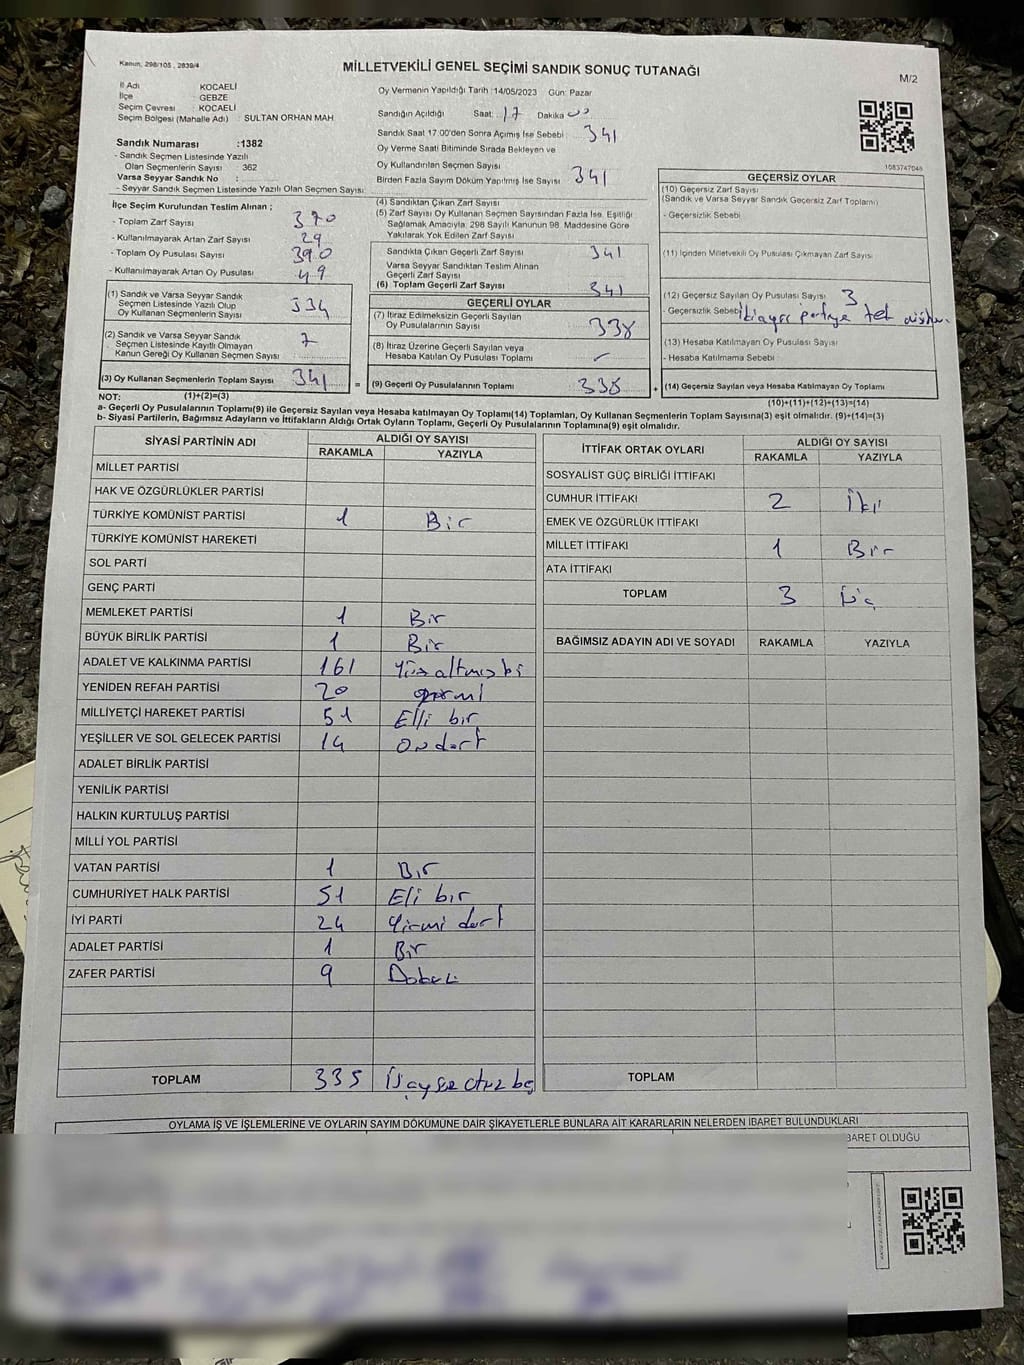 Kanun, 298/105 , 2839/4
MİLLETVEKİLİ GENEL SEÇİMİ SANDIK SONUÇ TUTANAĞI
M/2
İl Adı KOCAELİ
İlçe : GEBZE
Seçim Çevresi : KOCAELİ
Seçim Bölgesi (Mahalle Adı) : SULTAN ORHAN MAH.
Sandık Numarası :1382
- Sandık Seçmen Listesinde Yazılı
Olan Seçmenlerin Sayısı 362
Varsa Seyyar Sandık No :
- Seyyar Sandık Seçmen Listesinde Yazılı Olan Seçmen Sayısı:
Oy Vermenin Yapıldığı Tarih :14/05/2023 Gün: Pazar
Sandığın Açıldığı Saat: 17 Dakika 00
Sandık Saat 17.00'den Sonra Açımış İse Sebebi :
Oy Verme Saati Bitiminde Sırada Bekleyen ve 341
Oy Kullandırılan Seçmen Sayısı
Birden Fazla Sayım Döküm Yapılmış İse Sayısı 341
1083747048
İlçe Seçim Kurulundan Teslim Alınan ;
- Toplam Zarf Sayısı 370
- Kullanılmayarak Artan Zarf Sayısı 29
- Toplam Oy Pusulası Sayısı 390
- Kullanılmayarak Artan Oy Pusulası 49
(1) Sandık ve Varsa Seyyar Sandık
Seçmen Listesinde Yazılı Olup
Oy Kullanan Seçmenlerin Sayısı 334
(2) Sandık ve Varsa Seyyar Sandık
Seçmen Listesinde Kayıtlı Olmayan
Kanun Gereği Oy Kullanan Seçmen Sayısı 7
(3) Oy Kullanan Seçmenlerin Toplam Sayısı 341 =
(1)+(2)=(3)
(4) Sandıktan Çıkan Zarf Sayısı
(5) Zarf Sayısı Oy Kullanan Seçmen Sayısından Fazla İse, Eşitliği
Sağlamak Amacıyla, 298 Sayılı Kanunun 98. Maddesine Göre
Yakılarak Yok Edilen Zarf Sayısı
Sandıkta Çıkan Geçerli Zarf Sayısı 341
Varsa Seyyar Sandıktan Teslim Alınan
Geçerli Zarf Sayısı
(6) Toplam Geçerli Zarf Sayısı 341
GEÇERLİ OYLAR
(7) İtiraz Edilmeksizin Geçerli Sayılan
Oy Pusulalarının Sayısı 338
(8) İtiraz Üzerine Geçerli Sayılan veya
Hesaba Katılan Oy Pusulası Toplamı
(9) Geçerli Oy Pusulalarının Toplamı 338 +
GEÇERSİZ OYLAR
(10) Geçersiz Zarf Sayısı
(Sandık ve Varsa Seyyar Sandık Geçersiz Zarf Toplamı)
- Geçersizlik Sebebi
(11) İçinden Milletvekili Oy Pusulası Çıkmayan Zarf Sayısı
(12) Geçersiz Sayılan Oy Pusulası Sayısı 3
- Geçersizlik Sebebi
(13) Hesaba Katılmayan Oy Pusulası Sayısı
- Hesaba Katılmama Sebebi
(14) Geçersiz Sayılan veya Hesaba Katılmayan Oy Toplamı
(10)+(11)+(12)+(13)=(14)
NOT:
a- Geçerli Oy Pusulalarının Toplamı(9) ile Geçersiz Sayılan veya Hesaba katılmayan Oy Toplamı(14) Toplamları, Oy Kullanan Seçmenlerin Toplam Sayısına(3) eşit olmalıdır. (9)+(14)=(3)
b- Siyasi Partilerin, Bağımsız Adayların ve İttifakların Aldığı Ortak Oyların Toplamı, Geçerli Oy Pusulalarının Toplamına(9) eşit olmalıdır.
SİYASİ PARTİNİN ADI ALDIĞI OY SAYISI
RAKAMLA YAZIYLA
MİLLET PARTİSİ
HAK VE ÖZGÜRLÜKLER PARTİSİ
TÜRKİYE KOMÜNİST PARTİSİ 1 Bir
TÜRKİYE KOMÜNİST HAREKETİ
SOL PARTİ
GENÇ PARTİ
MEMLEKET PARTİSİ 1 Bir
BÜYÜK BİRLİK PARTİSİ 1 Bir
ADALET VE KALKINMA PARTİSİ 161 Yüz altmış bi
YENİDEN REFAH PARTİSİ 20
MİLLİYETÇİ HAREKET PARTİSİ 51 Elli bir
YEŞİLLER VE SOL GELECEK PARTİSİ 14 On dört
ADALET BİRLİK PARTİSİ
YENİLİK PARTİSİ
HALKIN KURTULUŞ PARTİSİ
MİLLİ YOL PARTİSİ
VATAN PARTİSİ 1 Bir
CUMHURİYET HALK PARTİSİ 51 Eli bir
İYİ PARTİ 24 Yirmi dört
ADALET PARTİSİ 1 Bir
ZAFER PARTİSİ 9
TOPLAM 335
İTTİFAK ORTAK OYLARI ALDIĞI OY SAYISI
RAKAMLA YAZIYLA
SOSYALİST GÜÇ BİRLİĞİ İTTİFAKI
CUMHUR İTTİFAKI 2 İki
EMEK VE ÖZGÜRLÜK İTTİFAKI
MİLLET İTTİFAKI 1 Bir
ATA İTTİFAKI
TOPLAM 3 Üç
BAĞIMSIZ ADAYIN ADI VE SOYADI RAKAMLA YAZIYLA
TOPLAM
OYLAMA İŞ VE İŞLEMLERİNE VE OYLARIN SAYIM DÖKÜMÜNE DAİR ŞİKAYETLERLE BUNLARA AİT KARARLARIN NELERDEN İBARET BULUNDUKLARI
BARET OLDUĞU